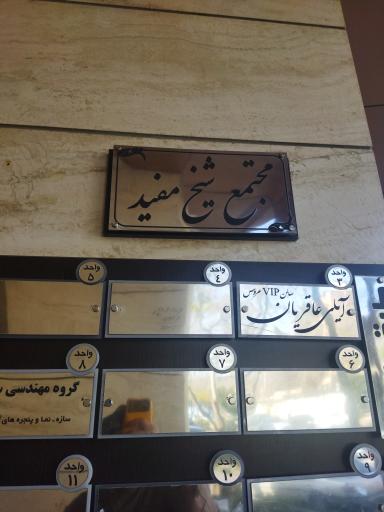 مجتمع شیخ مفید
واحد ۳
واحد ۴
واحد ۵
سالن VIP عروس
آیلی عاقریان
واحد ۶
واحد ۷
واحد ۸
گروه مهندسی
سازه . نما و پنجره های
واحد ۹
واحد ۱۰
واحد ۱۱